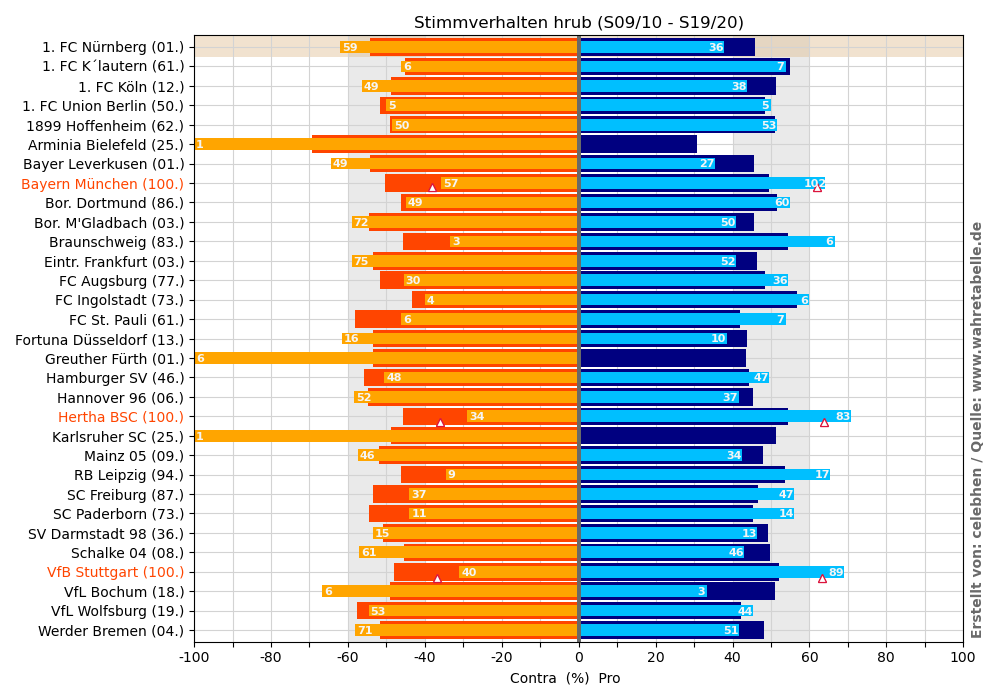 Stimmverhalten hrub (S09/10 - S19/20)
1. FC Nürnberg (01.) 59 36
1. FC K´lautern (61.) 6 7
1. FC Köln (12.) 49 38
1. FC Union Berlin (50.) 5 5
1899 Hoffenheim (62.) 50 53
Arminia Bielefeld (25.) 1
Bayer Leverkusen (01.) 49 27
Bayern München (100.) 57 102
Bor. Dortmund (86.) 49 60
Bor. M'Gladbach (03.) 72 50
Braunschweig (83.) 3 6
Eintr. Frankfurt (03.) 75 52
FC Augsburg (77.) 30 36
FC Ingolstadt (73.) 4 6
FC St. Pauli (61.) 6 7
Fortuna Düsseldorf (13.) 16 10
Greuther Fürth (01.) 6
Hamburger SV (46.) 48 47
Hannover 96 (06.) 52 37
Hertha BSC (100.) 34 83
Karlsruher SC (25.) 1
Mainz 05 (09.) 46 34
RB Leipzig (94.) 9 17
SC Freiburg (87.) 37 47
SC Paderborn (73.) 11 14
SV Darmstadt 98 (36.) 15 13
Schalke 04 (08.) 61 46
VfB Stuttgart (100.) 40 89
VfL Bochum (18.) 6 3
VfL Wolfsburg (19.) 53 44
Werder Bremen (04.) 71 51
-100 -80 -60 -40 -20 0 20 40 60 80 100
Contra (%) Pro
Erstellt von: celebhen / Quelle: www.wahretabelle.de